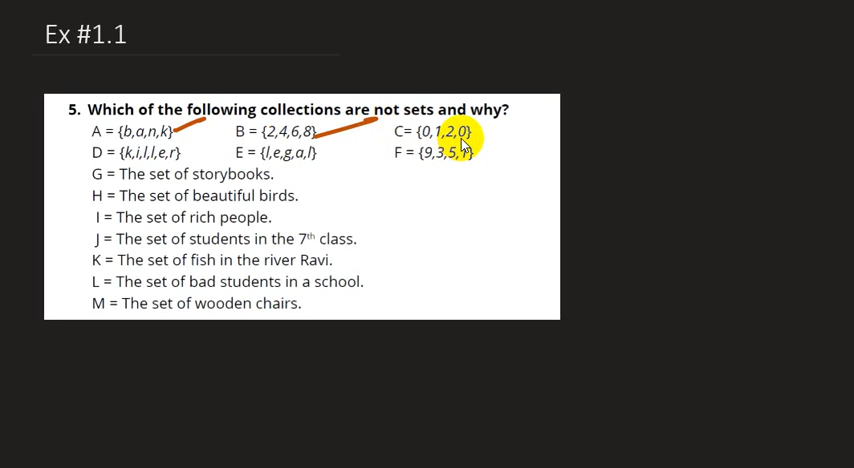 Ex #1.1
5. Which of the following collections are not sets and why?
A = {b,a,n,k} B = {2,4,6,8} C= {0,1,2,0}
D = {k,i,l,l,e,r} E = {l,e,g,a,l} F = {9,3,5,1}
G = The set of storybooks.
H = The set of beautiful birds.
I = The set of rich people.
J = The set of students in the 7th class.
K = The set of fish in the river Ravi.
L = The set of bad students in a school.
M = The set of wooden chairs.